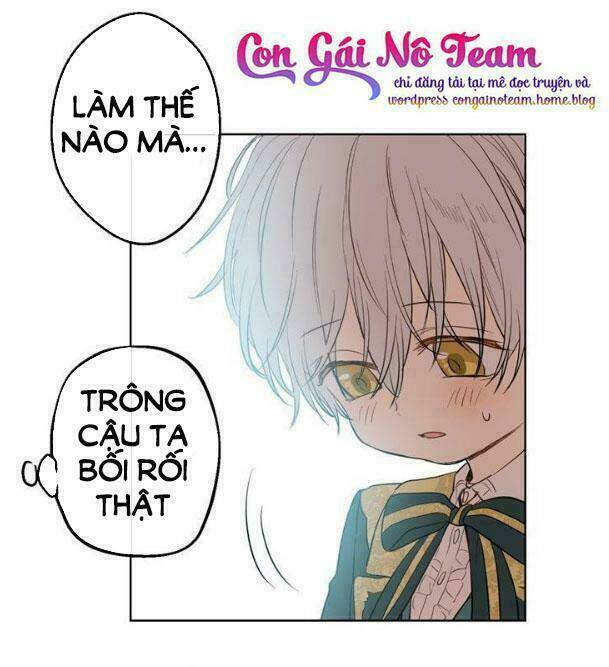 Con Gái Nô Team
chỉ đăng tải tại mê đọc truyện và
wordpress congainoteam.home.blog
LÀM THẾ
NÀO MÀ...
TRÔNG
CẬU TA
BỐI RỐI
THẬT